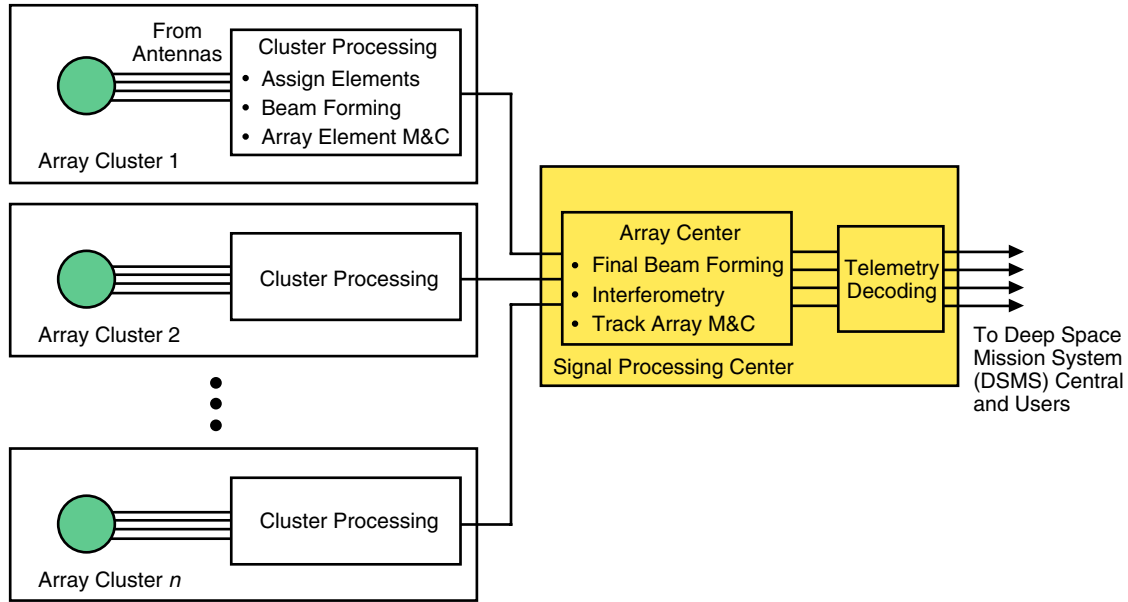 From
Antennas
Cluster Processing
• Assign Elements
• Beam Forming
• Array Element M&C
Array Cluster 1
Cluster Processing
Array Cluster 2
Cluster Processing
Array Cluster n
Array Center
• Final Beam Forming
• Interferometry
• Track Array M&C
Signal Processing Center
Telemetry
Decoding
To Deep Space
Mission System
(DSMS) Central
and Users